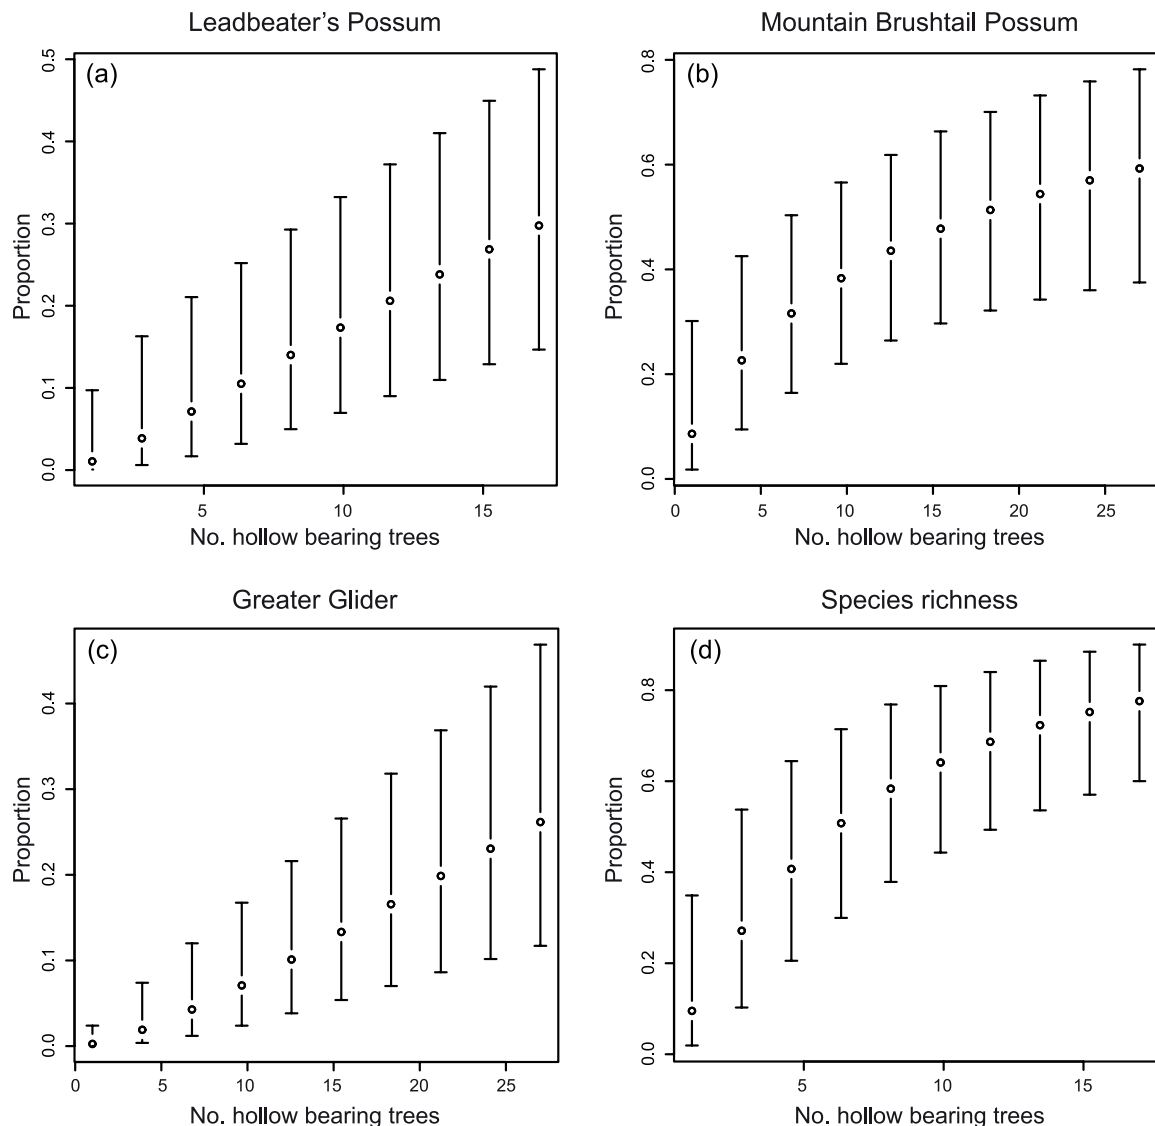 Leadbeater's Possum
(a)
0.5
0.4
0.3
0.2
0.1
0.0
Proportion
5 10 15
No. hollow bearing trees
Mountain Brushtail Possum
(b)
0.8
0.6
0.4
0.2
0.0
Proportion
0 5 10 15 20 25
No. hollow bearing trees
Greater Glider
(c)
0.4
0.3
0.2
0.1
0.0
Proportion
0 5 10 15 20 25
No. hollow bearing trees
Species richness
(d)
0.8
0.6
0.4
0.2
0.0
Proportion
5 10 15
No. hollow bearing trees